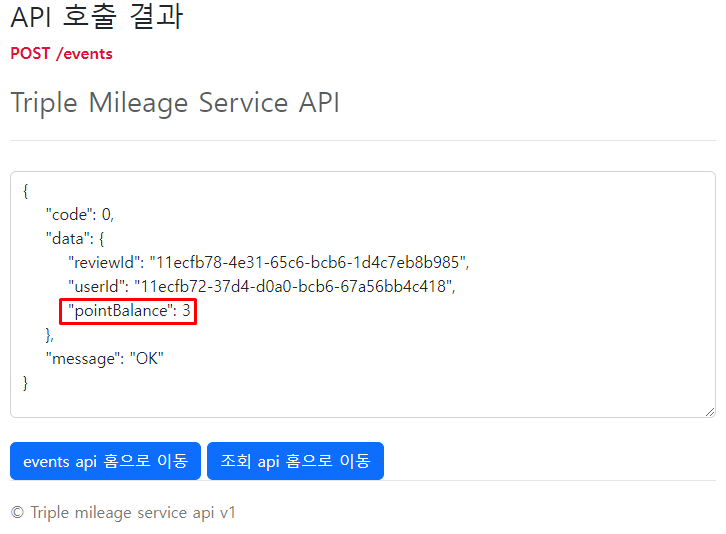 API 호출 결과
POST /events
Triple Mileage Service API
{
"code": 0,
"data": {
"reviewId": "11ecfb78-4e31-65c6-bcb6-1d4c7eb8b985",
"userId": "11ecfb72-37d4-d0a0-bcb6-67a56bb4c418",
"pointBalance": 3
},
"message": "OK"
}
events api 홈으로 이동 조회 api 홈으로 이동
© Triple mileage service api v1